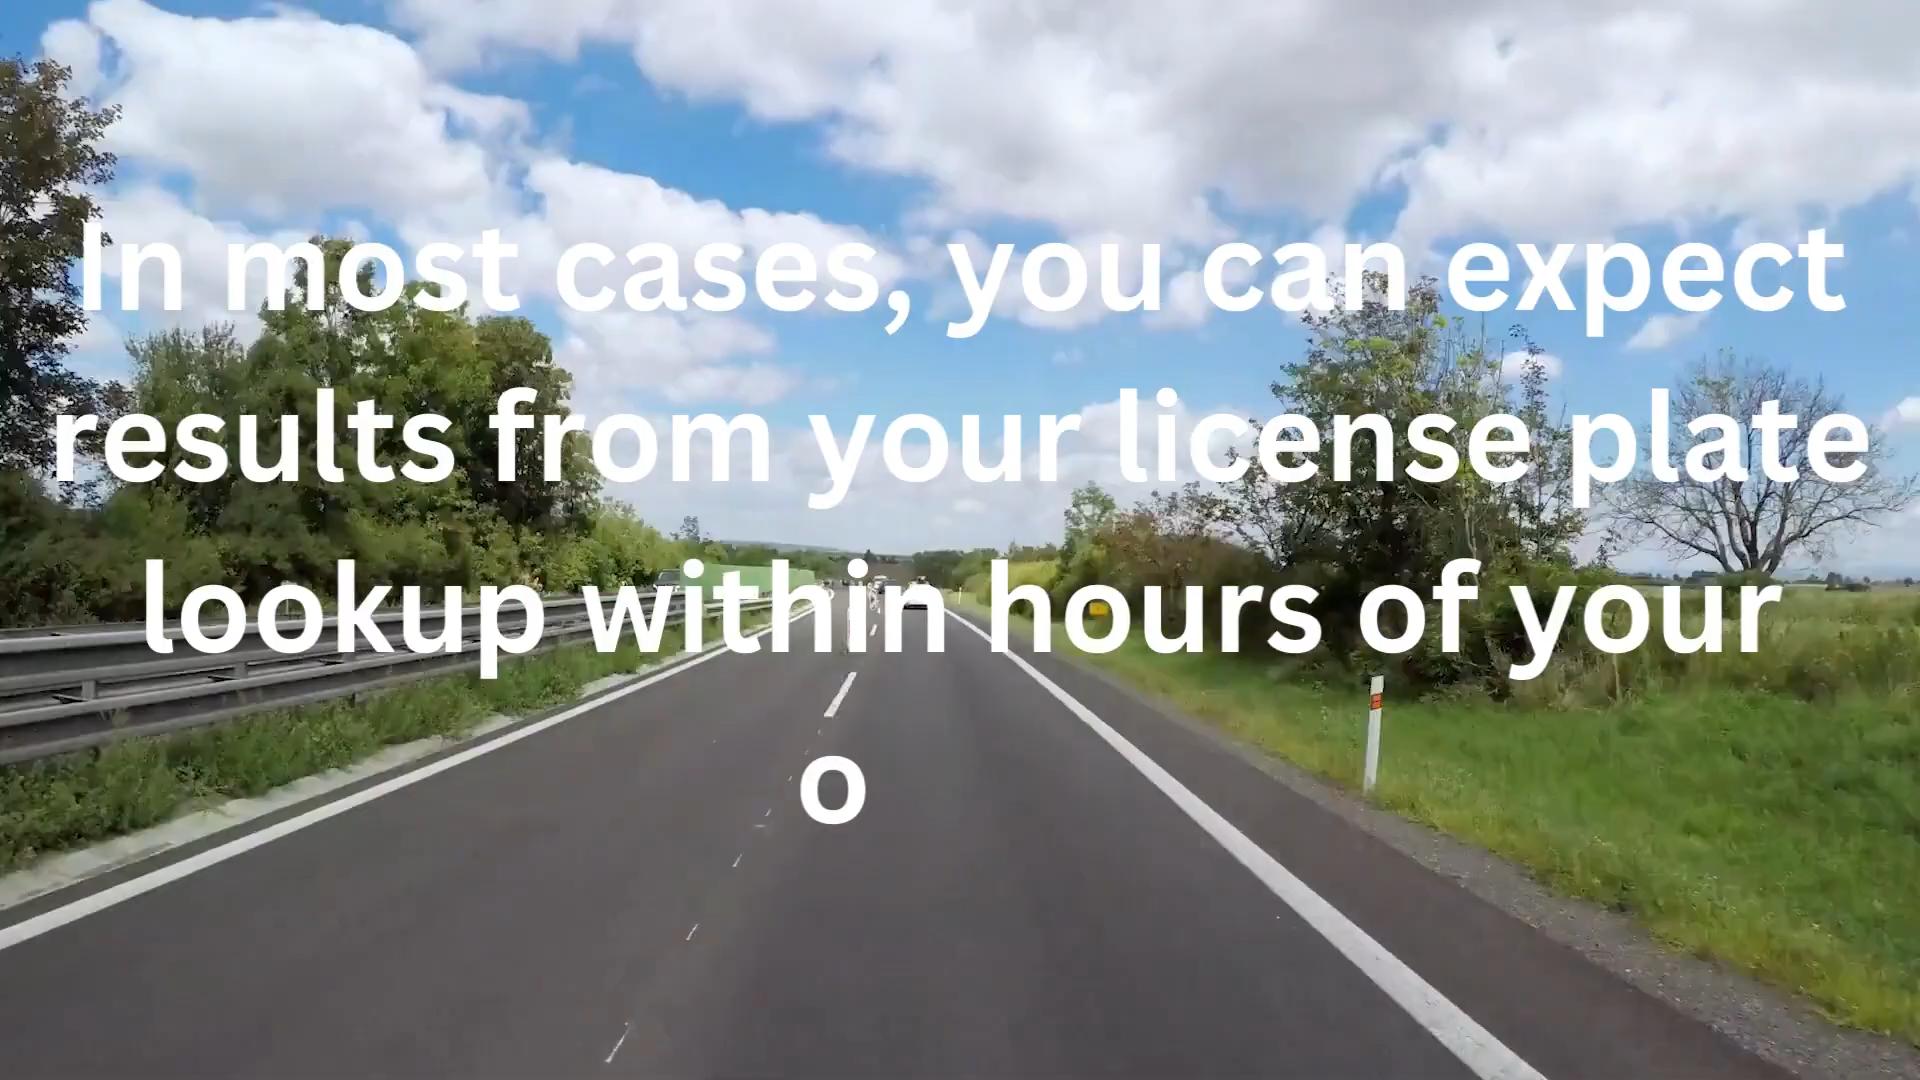 In most cases, you can expect
results from your license plate
lookup within hours of your
o